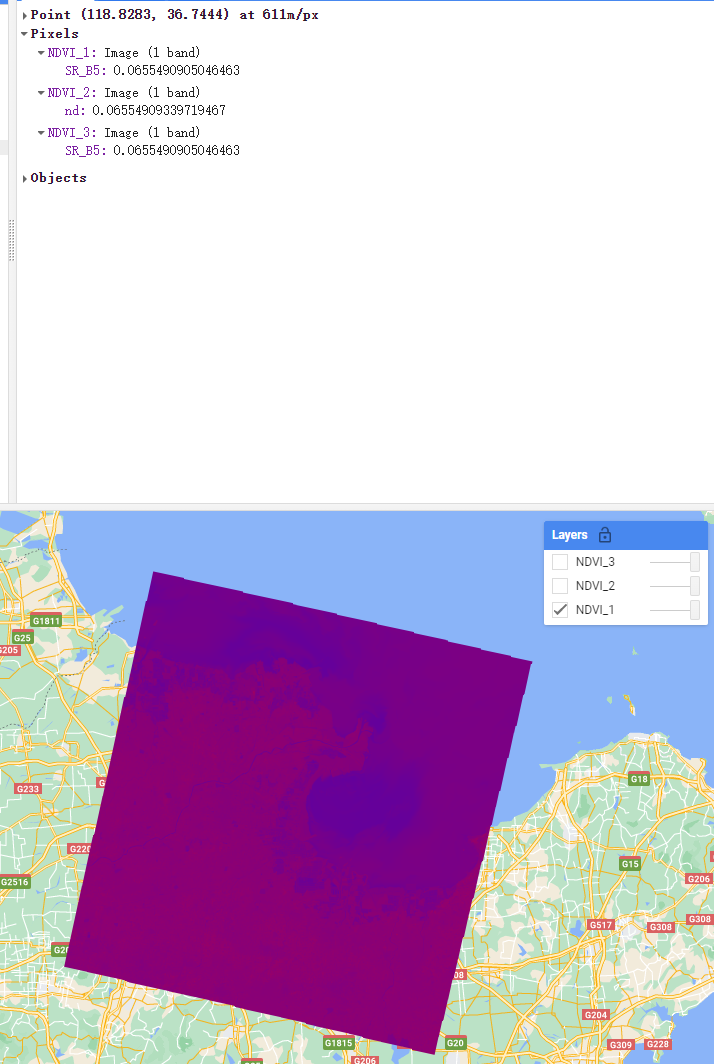 Point (118.8283, 36.7444) at 611m/px
Pixels
NDVI_1: Image (1 band)
SR_B5: 0.0655490905046463
NDVI_2: Image (1 band)
nd: 0.06554909339719467
NDVI_3: Image (1 band)
SR_B5: 0.0655490905046463
Objects
Layers
NDVI_3
NDVI_2
NDVI_1
G1811
G25
G205
G18
G233
G220
G15
G2516
G206
G308
G517
G308
G204
G1815
G20
G309
G228
G206